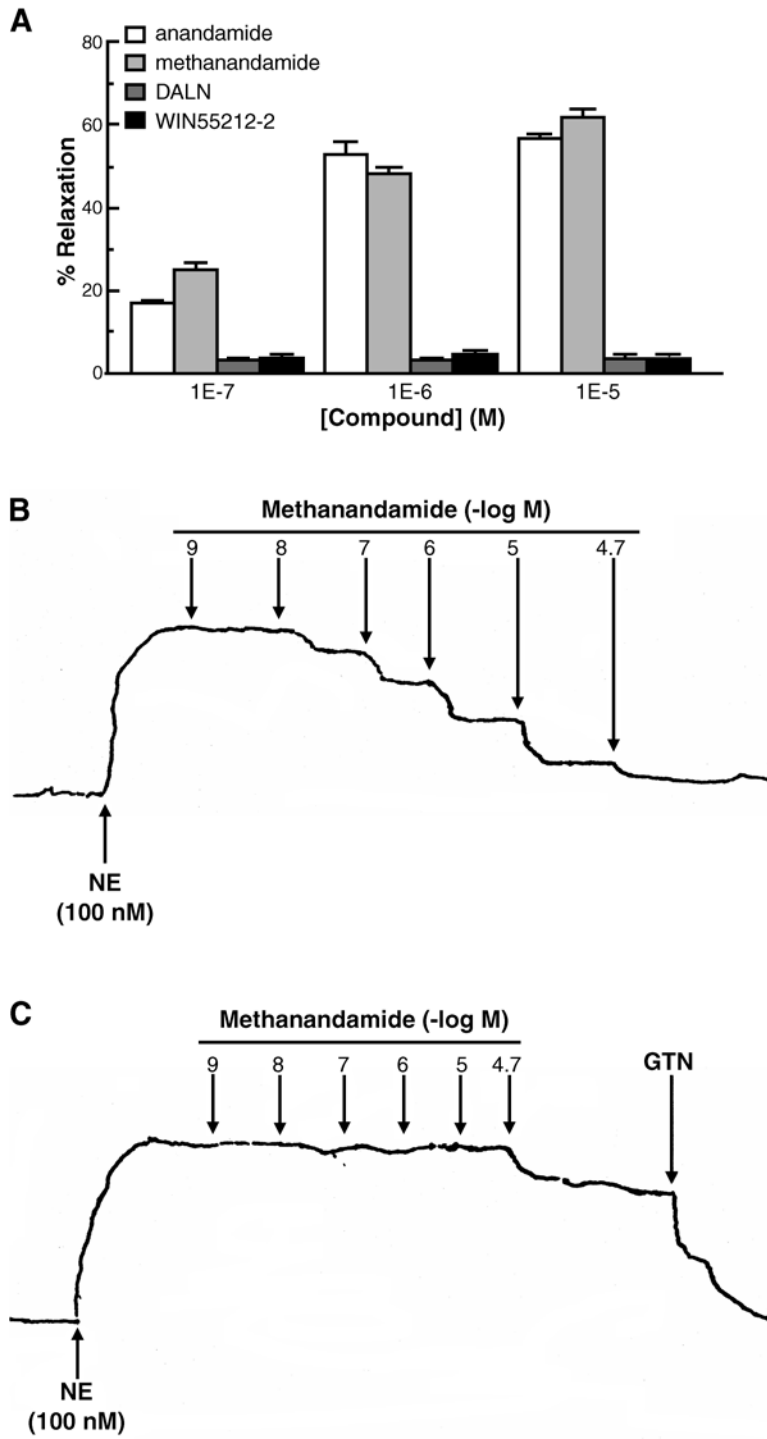 A
anandamide
methanandamide
DALN
WIN55212-2
80
60
40
20
0
% Relaxation
1E-7 1E-6 1E-5
[Compound] (M)
B
Methanandamide (-log M)
9 8 7 6 5 4.7
NE
(100 nM)
C
Methanandamide (-log M)
9 8 7 6 5 4.7
GTN
NE
(100 nM)